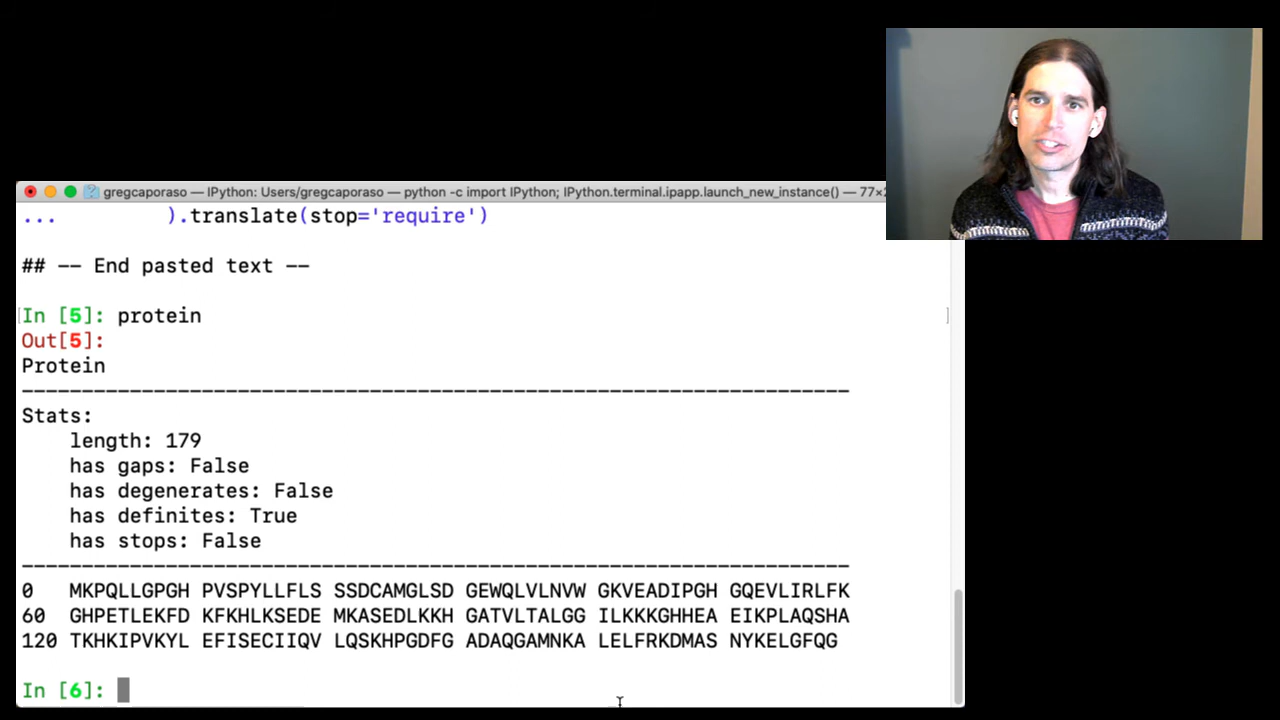 gregcaporaso — IPython: Users/gregcaporaso — python -c import IPython; IPython.terminal.ipapp.launch_new_instance() — 77×2
...            ).translate(stop='require')
## -- End pasted text --
In [5]: protein
Out[5]:
Protein
---------------------------------------------------------------------
Stats:
    length: 179
    has gaps: False
    has degenerates: False
    has definites: True
    has stops: False
---------------------------------------------------------------------
0   MKPQLLGPGH PVSPYLLFLS SSDCAMGLSD GEWQLVLNVW GKVEADIPGH GQEVLIRLFK
60  GHPETLEKFD KFKHLKSEDE MKASEDLKKH GATVLTALGG ILKKKGHHEA EIKPLAQSHA
120 TKHKIPVKYL EFISECIIQV LQSKHPGDFG ADAQGAMNKA LELFRKDMAS NYKELGFQG
In [6]: